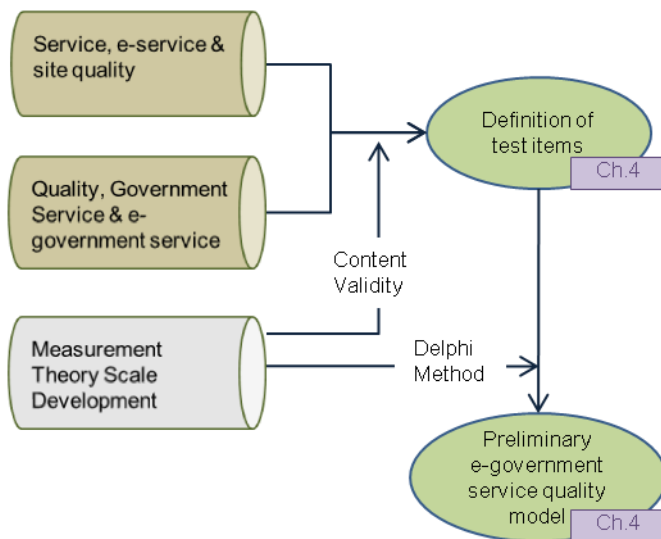 Service, e-service &
site quality
Definition of
test items
Ch.4
Quality, Government
Service & e-
government service
Content
Validity
Measurement
Theory Scale
Development
Delphi
Method
Preliminary
e-government
service quality
model
Ch.4